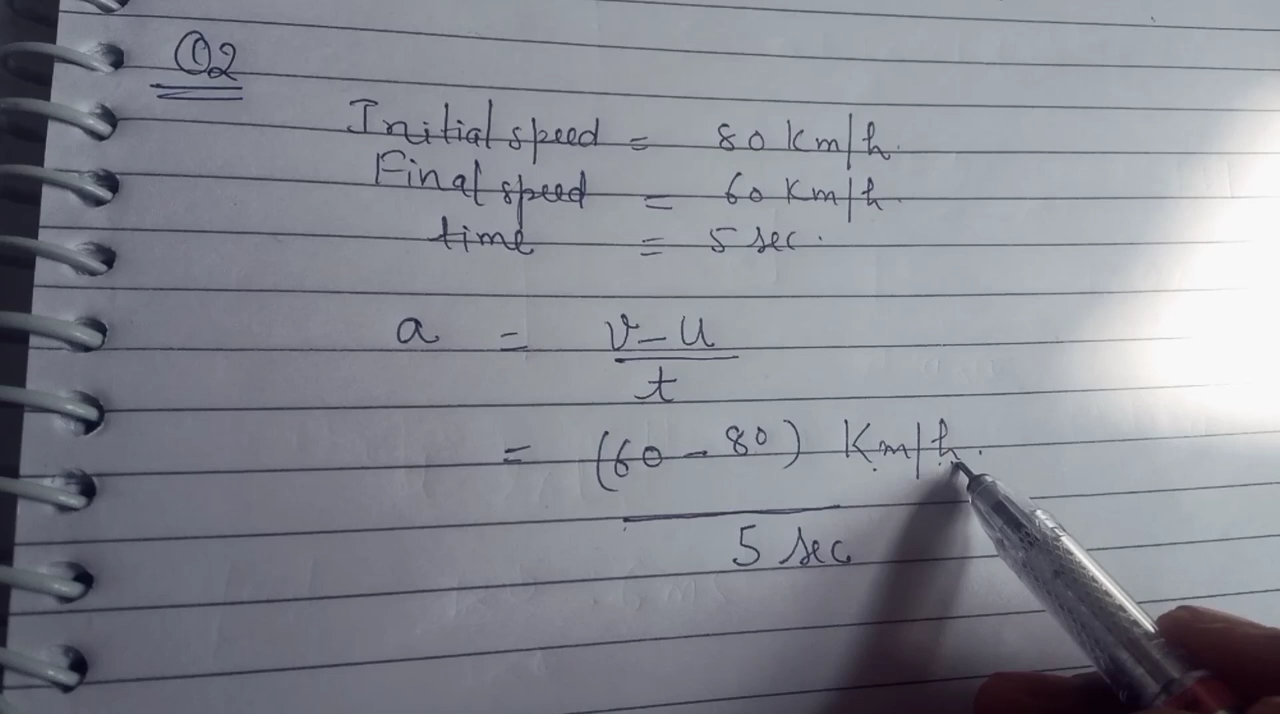 Q2
Initial speed = 80 km/h.
Final speed = 60 Km/h.
time = 5 sec.
a = v-u
t
= (60-80) Km/h.
5 sec